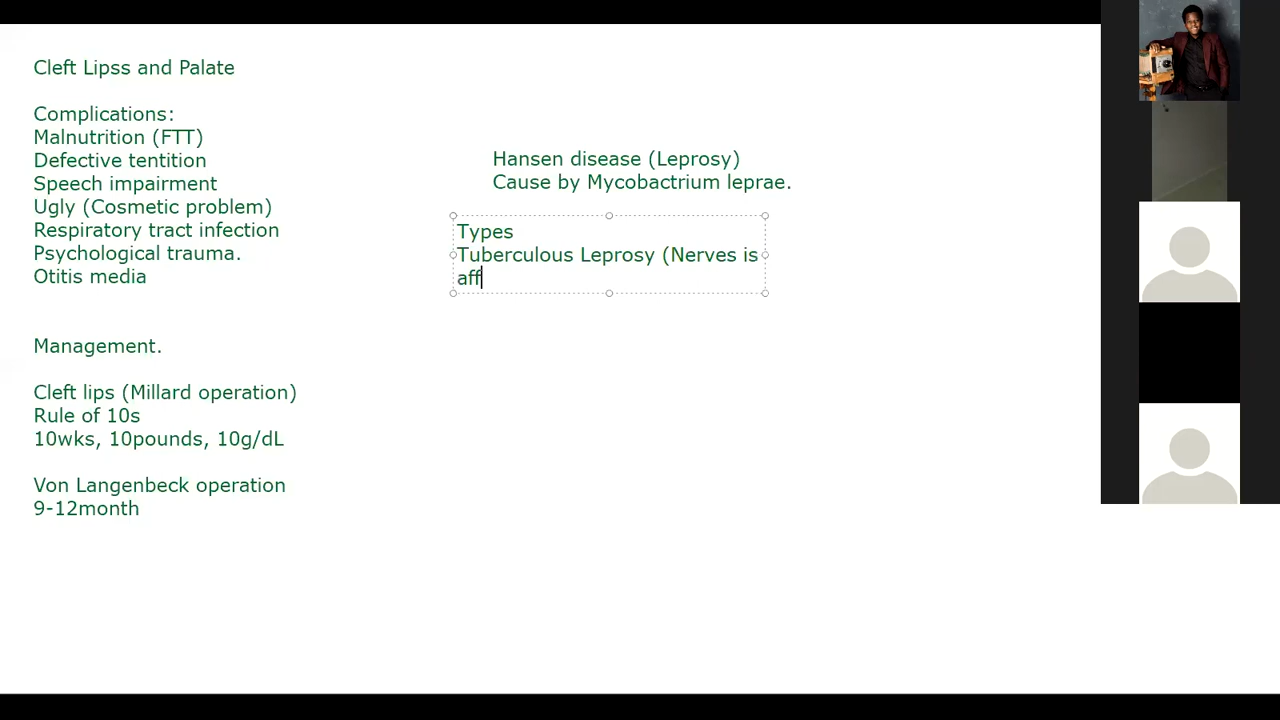 Cleft Lipss and Palate
Complications:
Malnutrition (FTT)
Defective tentition
Speech impairment
Ugly (Cosmetic problem)
Respiratory tract infection
Psychological trauma.
Otitis media
Management.
Cleft lips (Millard operation)
Rule of 10s
10wks, 10pounds, 10g/dL
Von Langenbeck operation
9-12month
Hansen disease (Leprosy)
Cause by Mycobactrium leprae.
Types
Tuberculous Leprosy (Nerves is
aff